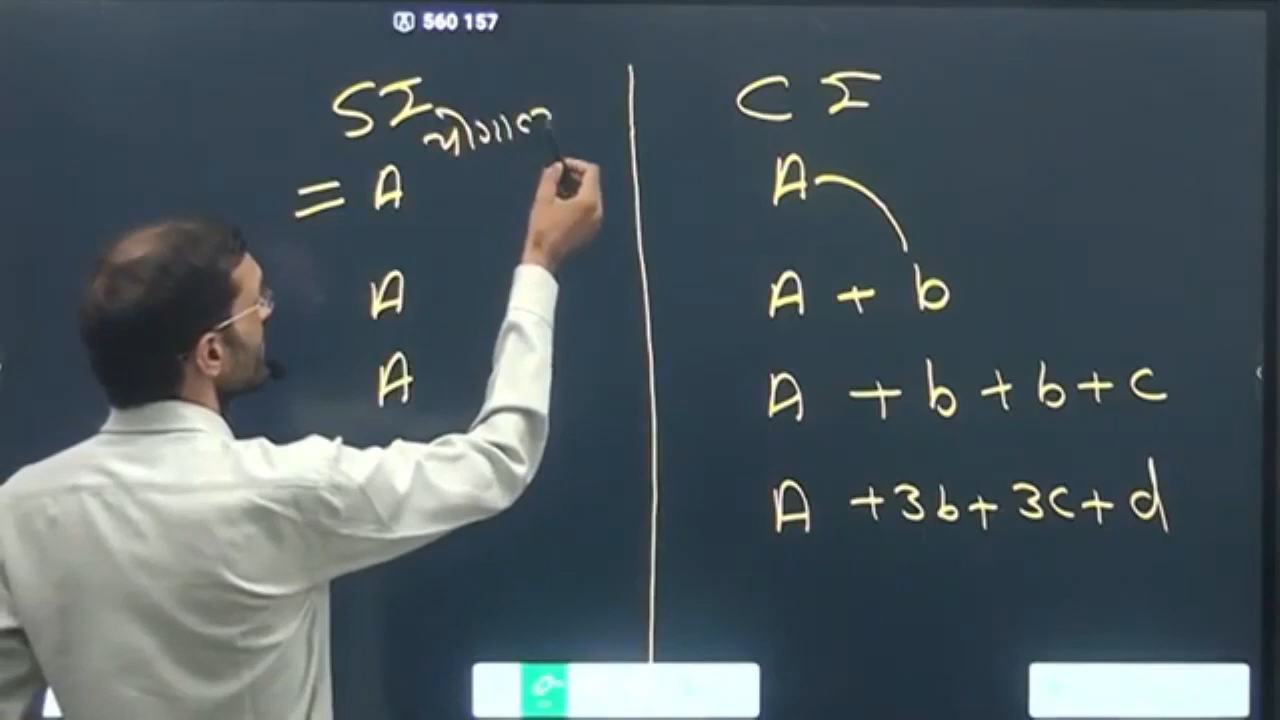 560 157
SI
CI
= A
A
A
A
A + b
A + b + b + c
A + 3b + 3c + d